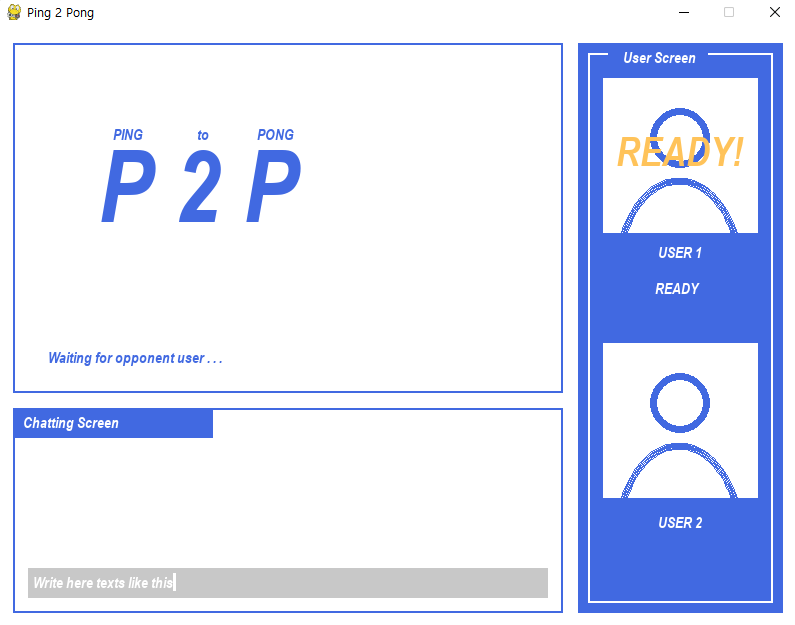 Ping 2 Pong
PING to PONG
P 2 P
Waiting for opponent user . . .
Chatting Screen
Write here texts like this
User Screen
READY!
USER 1
READY
USER 2